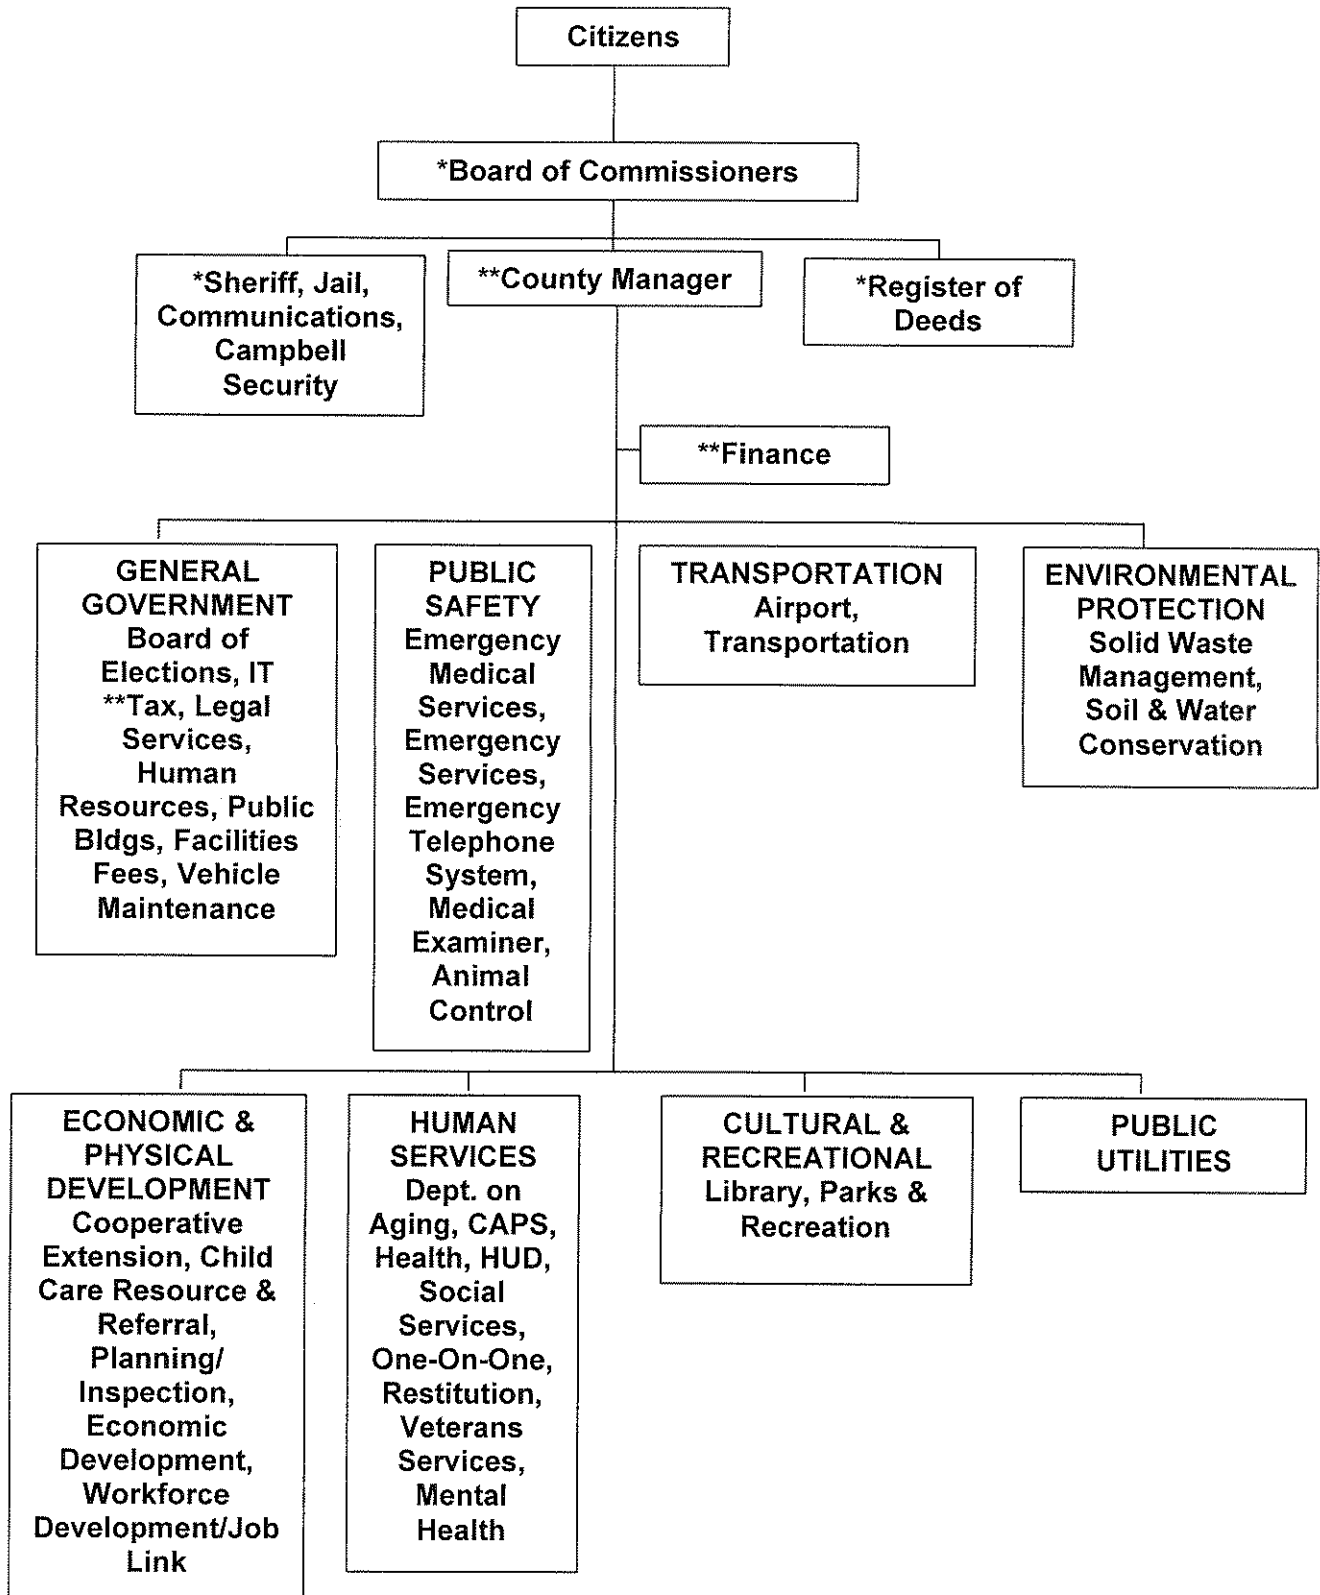 Citizens
*Board of Commissioners
*Sheriff, Jail,
Communications,
Campbell
Security
**County Manager
*Register of
Deeds
**Finance
GENERAL
GOVERNMENT
Board of
Elections, IT
**Tax, Legal
Services,
Human
Resources, Public
Bldgs, Facilities
Fees, Vehicle
Maintenance
PUBLIC
SAFETY
Emergency
Medical
Services,
Emergency
Services,
Emergency
Telephone
System,
Medical
Examiner,
Animal
Control
TRANSPORTATION
Airport,
Transportation
ENVIRONMENTAL
PROTECTION
Solid Waste
Management,
Soil & Water
Conservation
ECONOMIC &
PHYSICAL
DEVELOPMENT
Cooperative
Extension, Child
Care Resource &
Referral,
Planning/
Inspection,
Economic
Development,
Workforce
Development/Job
Link
HUMAN
SERVICES
Dept. on
Aging, CAPS,
Health, HUD,
Social
Services,
One-On-One,
Restitution,
Veterans
Services,
Mental
Health
CULTURAL &
RECREATIONAL
Library, Parks &
Recreation
PUBLIC
UTILITIES